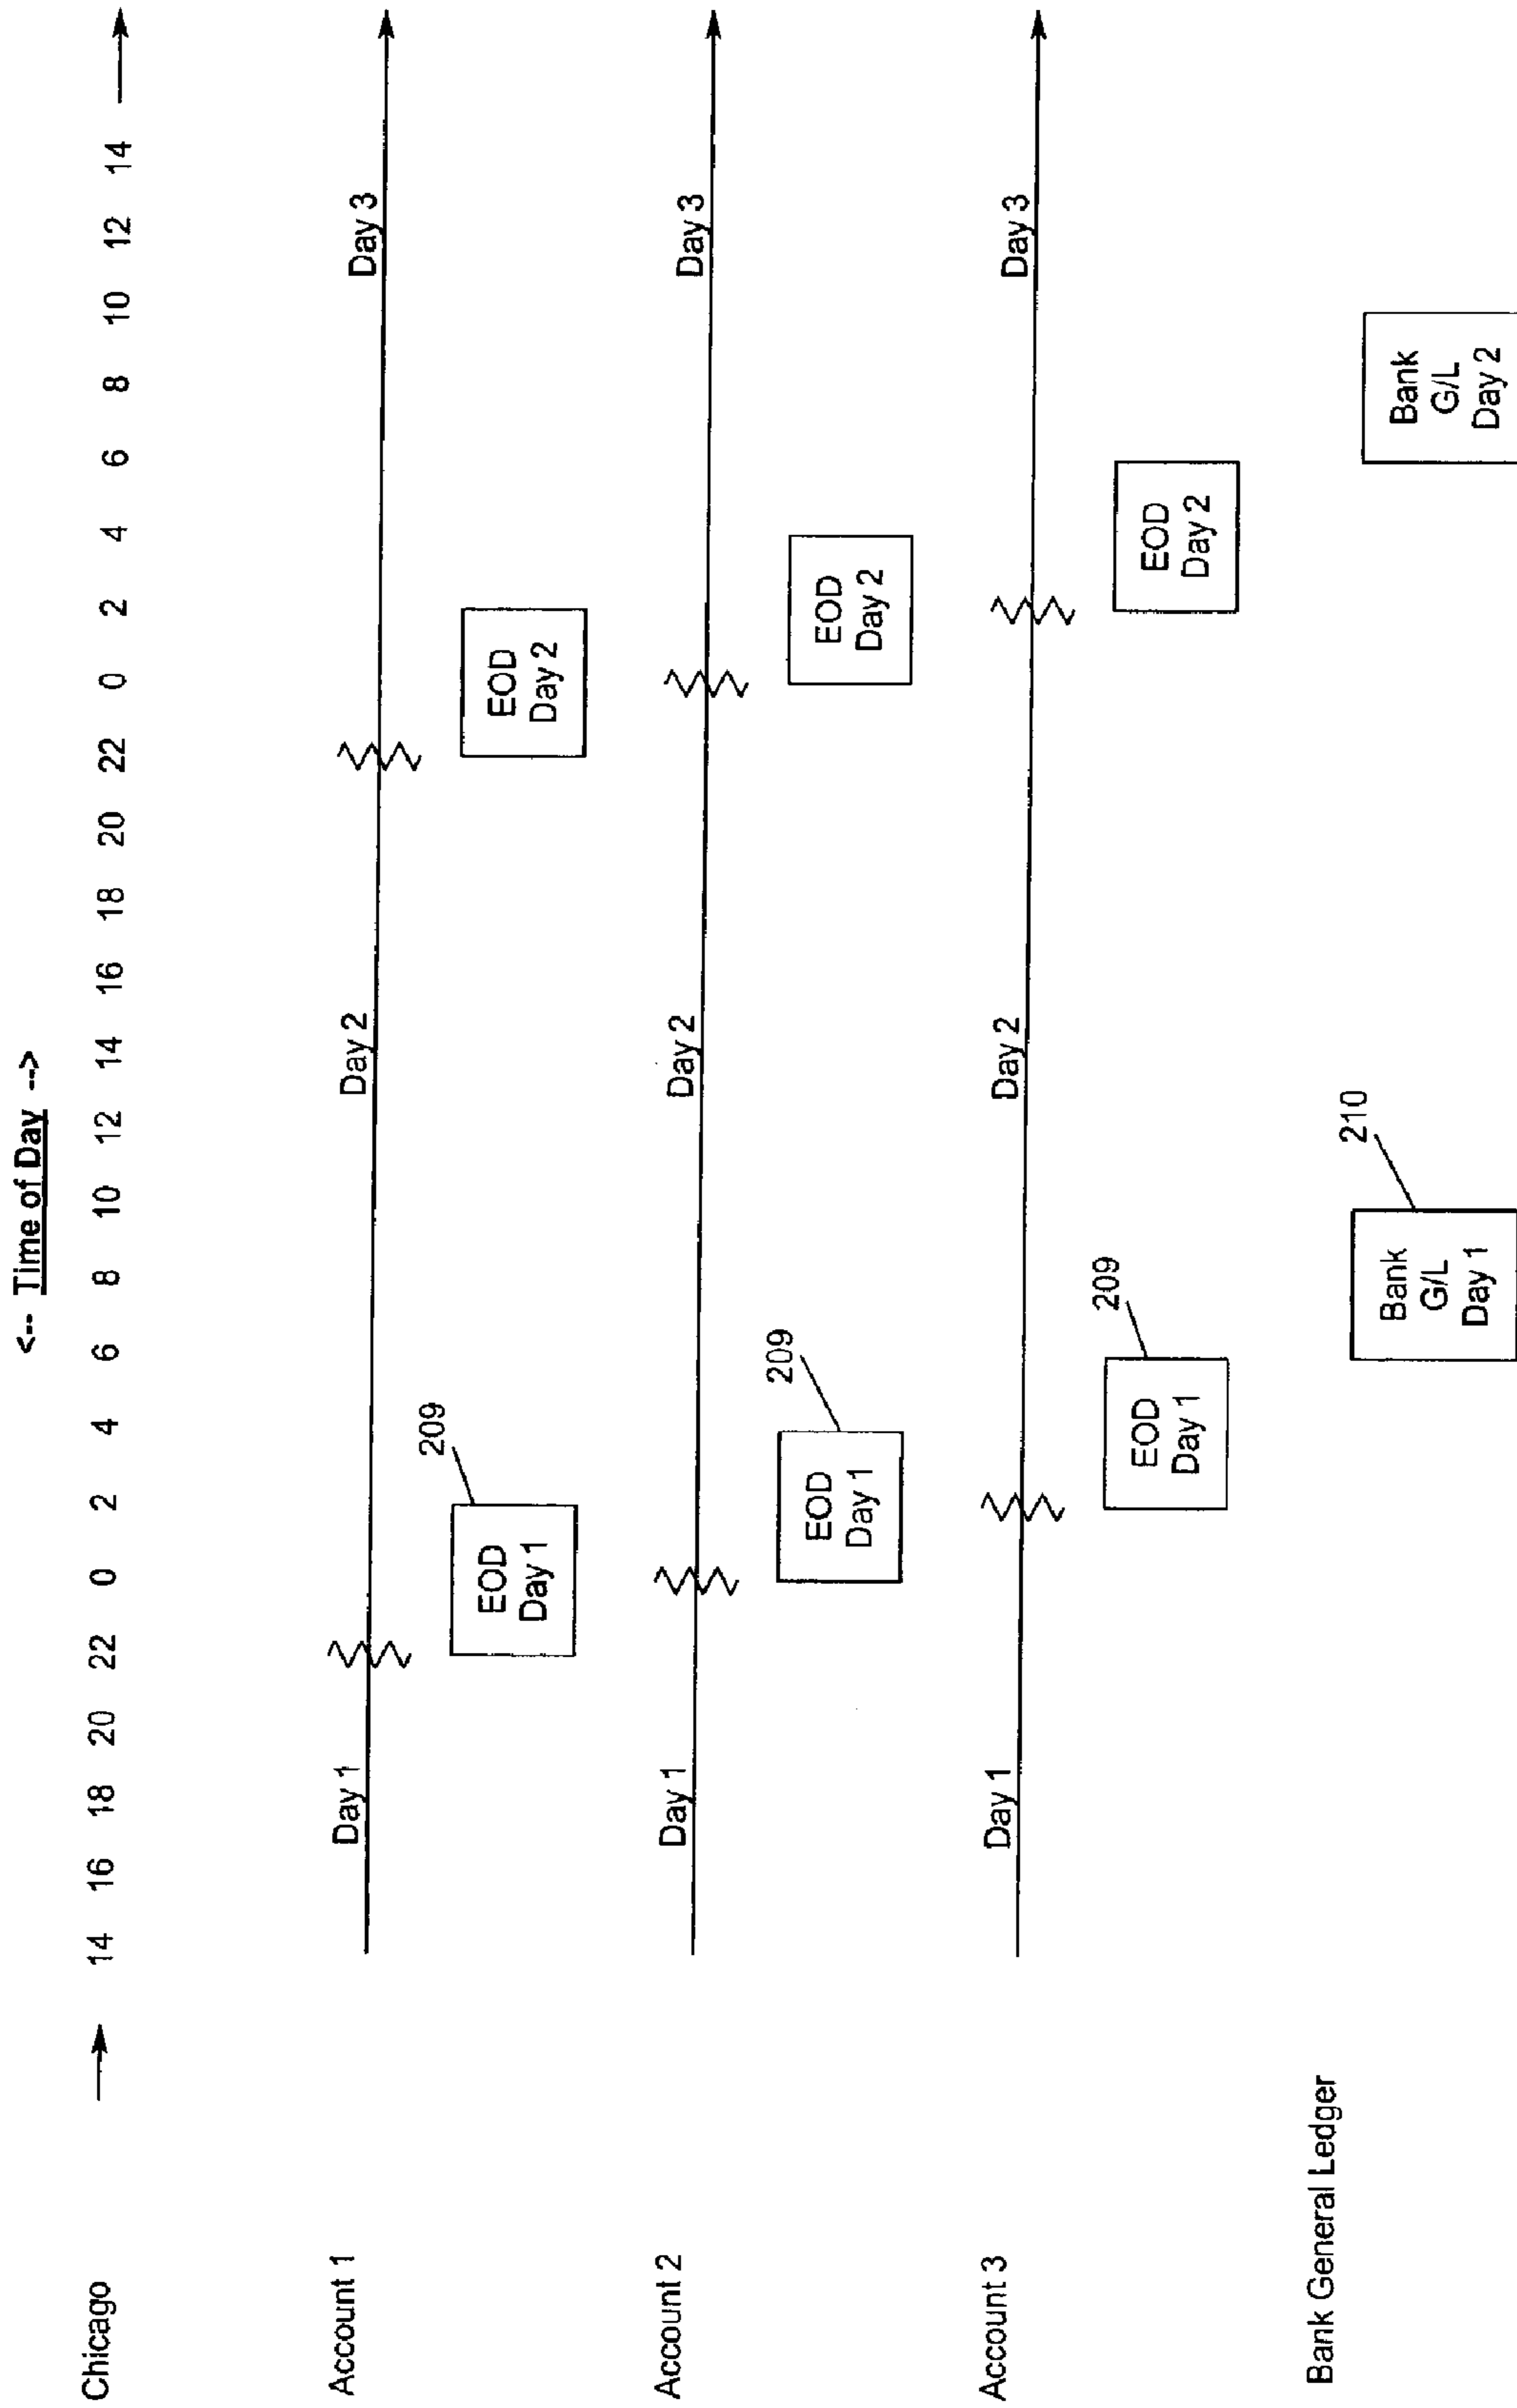 <-- Time of Day -->
Chicago
14 16 18 20 22 0 2 4 6 8 10 12 14 16 18 20 22 0 2 4 6 8 10 12 14
Account 1
Day 1
Day 2
Day 3
209
EOD
Day 1
EOD
Day 2
Account 2
Day 1
Day 2
Day 3
209
EOD
Day 1
EOD
Day 2
Account 3
Day 1
Day 2
Day 3
209
EOD
Day 1
EOD
Day 2
Bank General Ledger
210
Bank
G/L
Day 1
Bank
G/L
Day 2